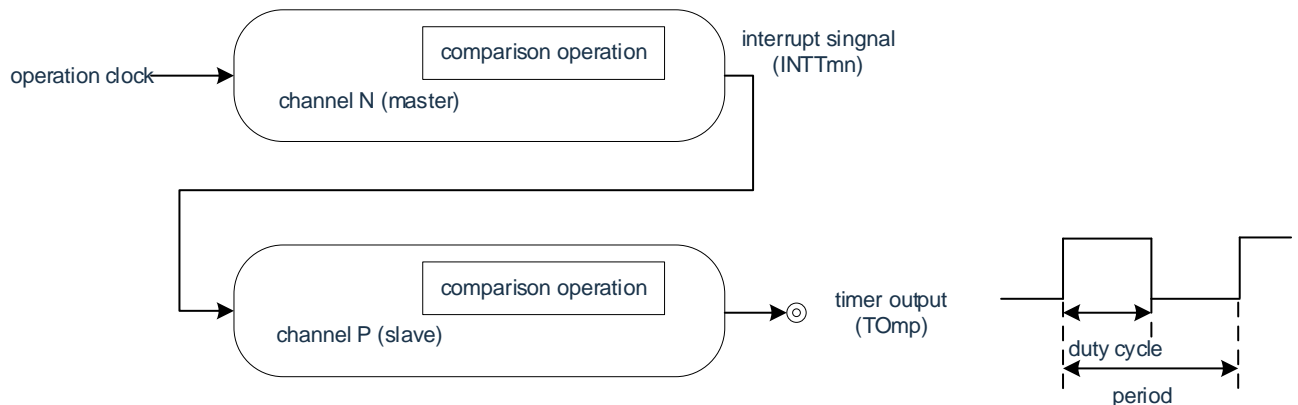 comparison operation
interrupt singnal
(INTTmn)
operation clock
channel N (master)
comparison operation
timer output
(TOmp)
channel P (slave)
duty cycle
period